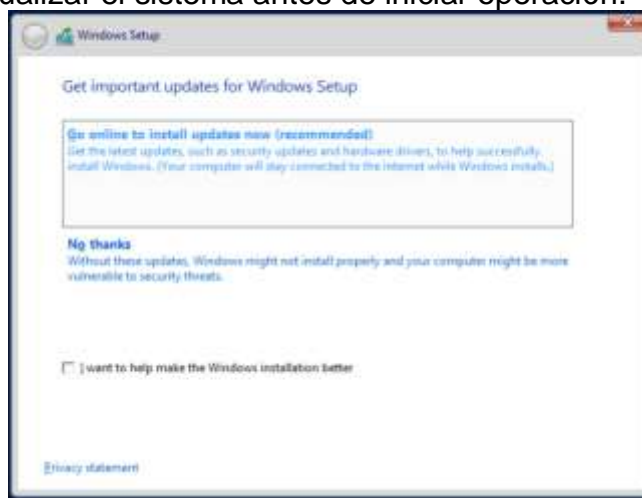 ualizar el sistema antes de iniciar operación.
Windows Setup
Get important updates for Windows Setup
Go online to install updates now (recommended)
Get the latest updates, such as security updates and hardware drivers, to help successfully
install Windows. (Your computer will stay connected to the internet while Windows installs.)
No thanks
Without these updates, Windows might not install properly and your computer might be more
vulnerable to security threats.
I want to help make the Windows installation better
Privacy statement